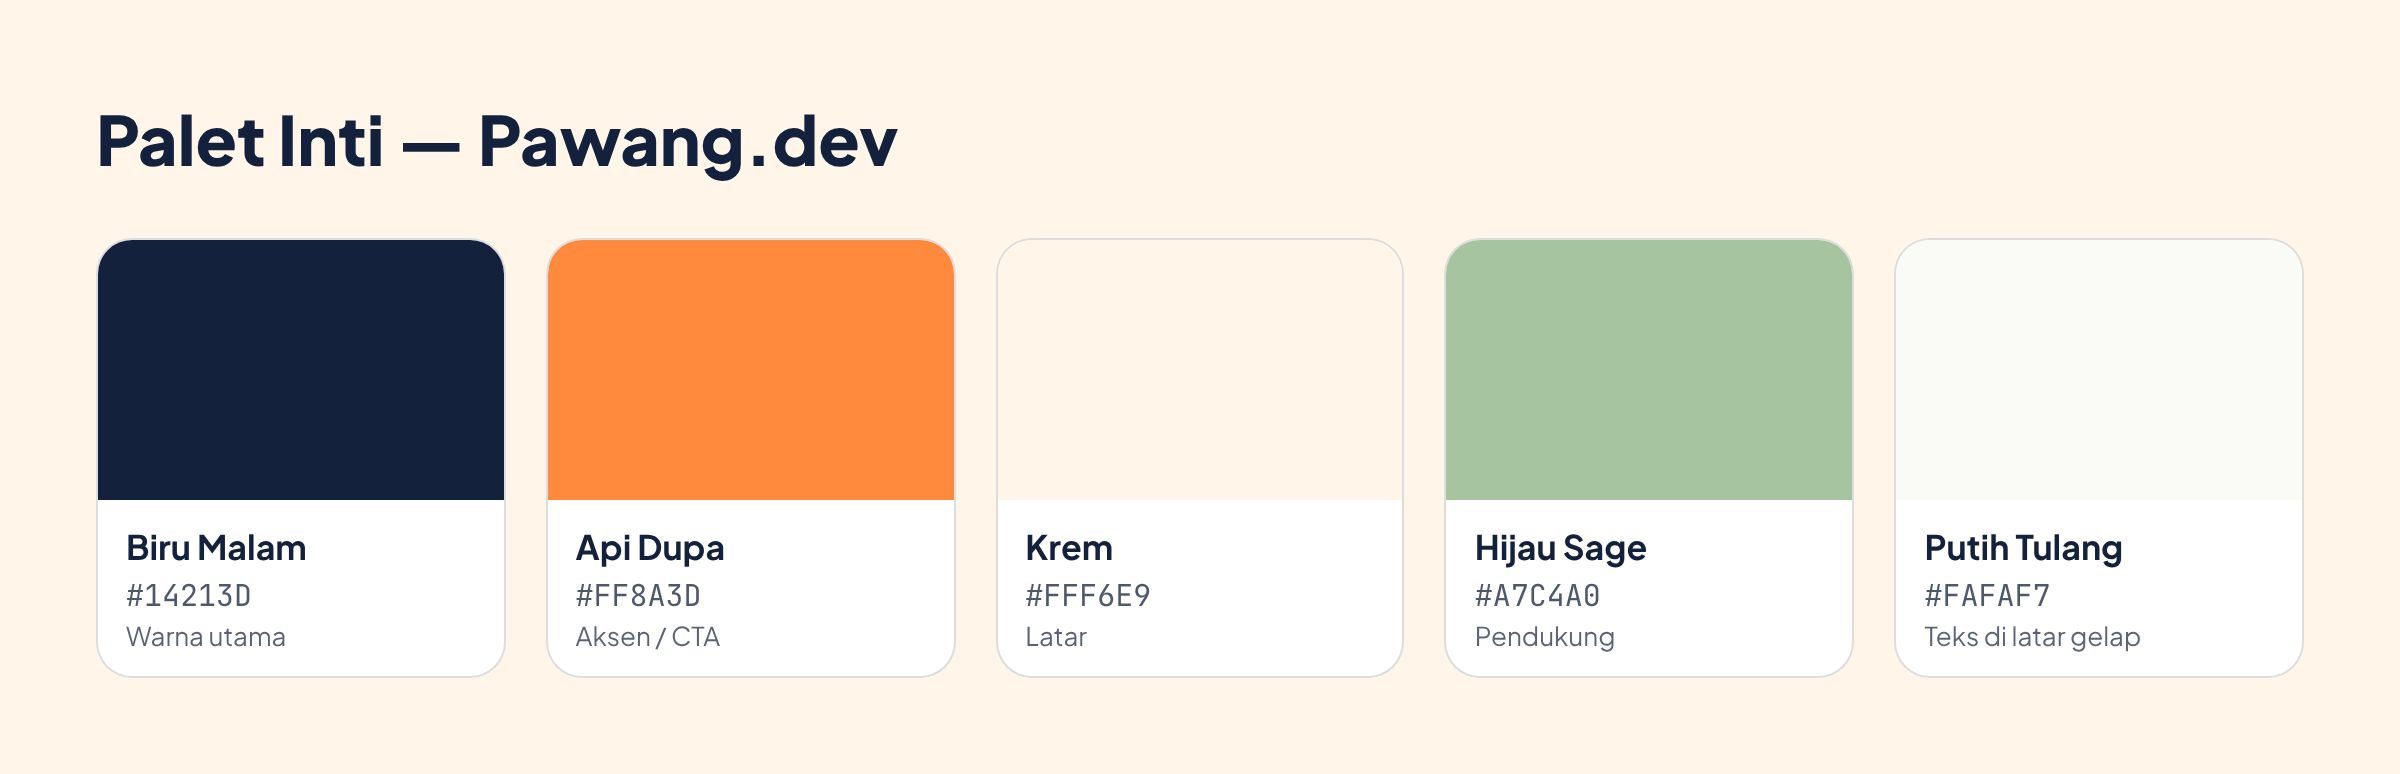 Palet Inti — Pawang.dev
Biru Malam
#14213D
Warna utama
Api Dupa
#FF8A3D
Aksen / CTA
Krem
#FFF6E9
Latar
Hijau Sage
#A7C4A0
Pendukung
Putih Tulang
#FAFAF7
Teks di latar gelap